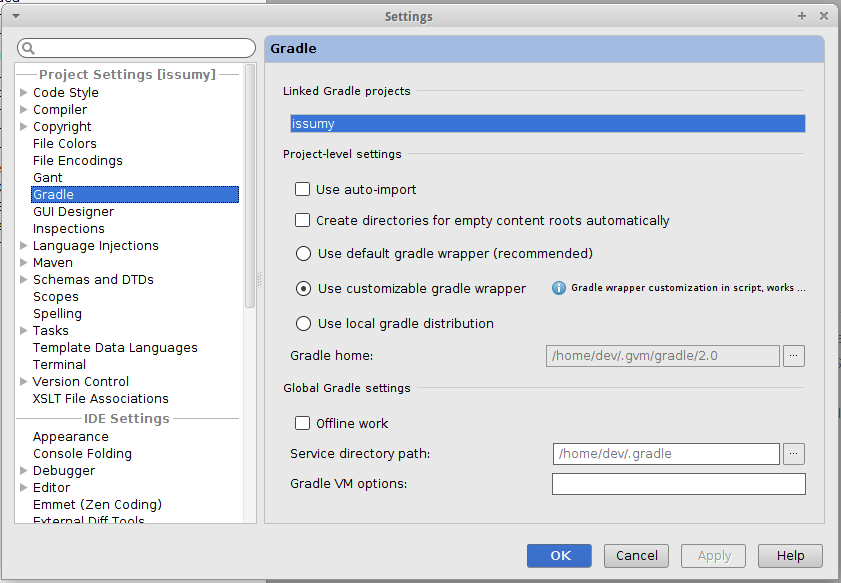 Settings
Project Settings [issumy]
Code Style
Compiler
Copyright
File Colors
File Encodings
Gant
Gradle
GUI Designer
Inspections
Language Injections
Maven
Schemas and DTDs
Scopes
Spelling
Tasks
Template Data Languages
Terminal
Version Control
XSLT File Associations
IDE Settings
Appearance
Console Folding
Debugger
Editor
Emmet (Zen Coding)
External Diff Tools
Gradle
Linked Gradle projects
issumy
Project-level settings
Use auto-import
Create directories for empty content roots automatically
Use default gradle wrapper (recommended)
Use customizable gradle wrapper
Gradle wrapper customization in script, works ...
Use local gradle distribution
Gradle home:
/home/dev/.gvm/gradle/2.0
...
Global Gradle settings
Offline work
Service directory path:
/home/dev/.gradle
...
Gradle VM options:
OK
Cancel
Apply
Help